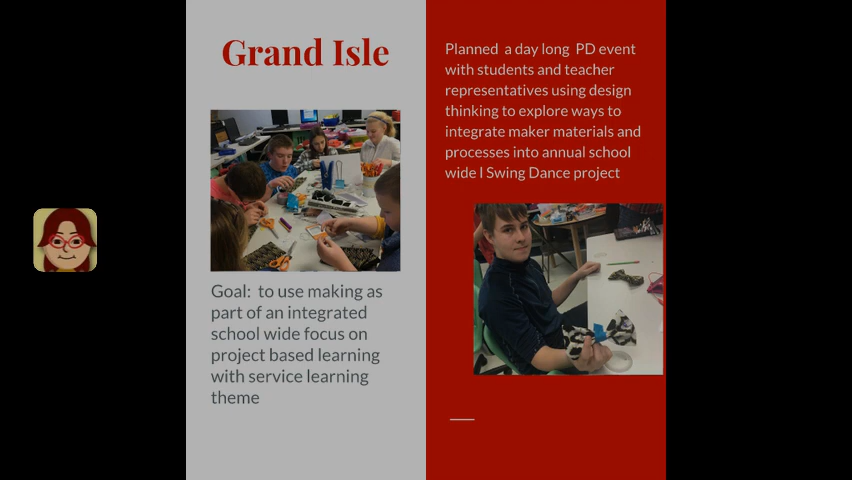 Grand Isle
Goal: to use making as
part of an integrated
school wide focus on
project based learning
with service learning
theme
Planned a day long PD event
with students and teacher
representatives using design
thinking to explore ways to
integrate maker materials and
processes into annual school
wide I Swing Dance project